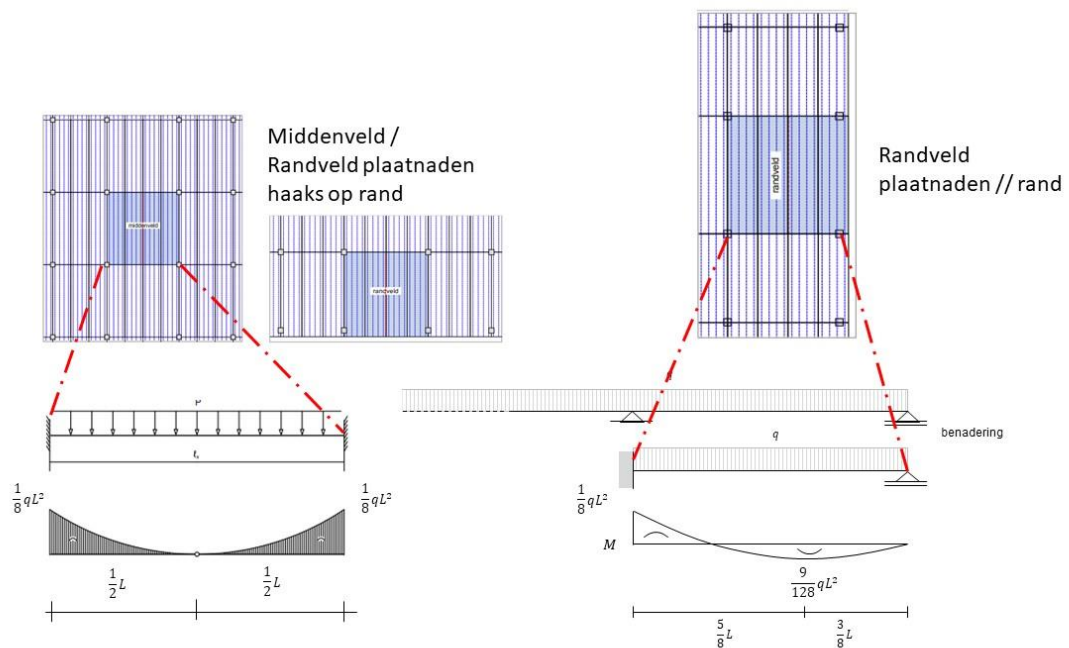 Middenveld /
Randveld plaatnaden
haaks op rand
middenveld
randveld
randveld
Randveld
plaatnaden // rand
q
benadering
1/8 qL²
1/8 qL²
1/2 L
1/2 L
1/8 qL²
M
9/128 qL²
5/8 L
3/8 L